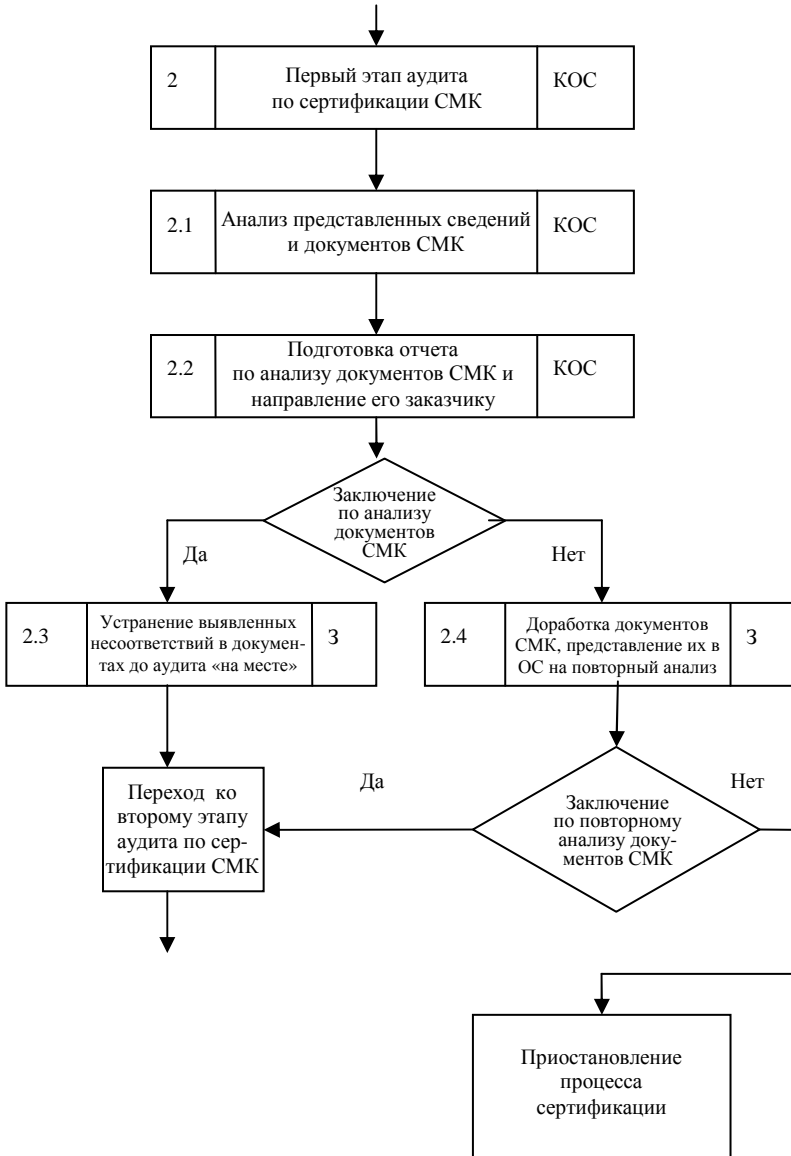 2
Первый этап аудита
по сертификации СМК
КОС
2.1
Анализ представленных сведений
и документов СМК
КОС
2.2
Подготовка отчета
по анализу документов СМК и
направление его заказчику
КОС
Заключение
по анализу
документов
СМК
Да
Нет
2.3
Устранение выявленных
несоответствий в докумен-
тах до аудита «на месте»
З
2.4
Доработка документов
СМК, представление их в
ОС на повторный анализ
З
Переход ко
второму этапу
аудита по сер-
тификации СМК
Да
Нет
Заключение
по повторному
анализу доку-
ментов СМК
Приостановление
процесса
сертификации